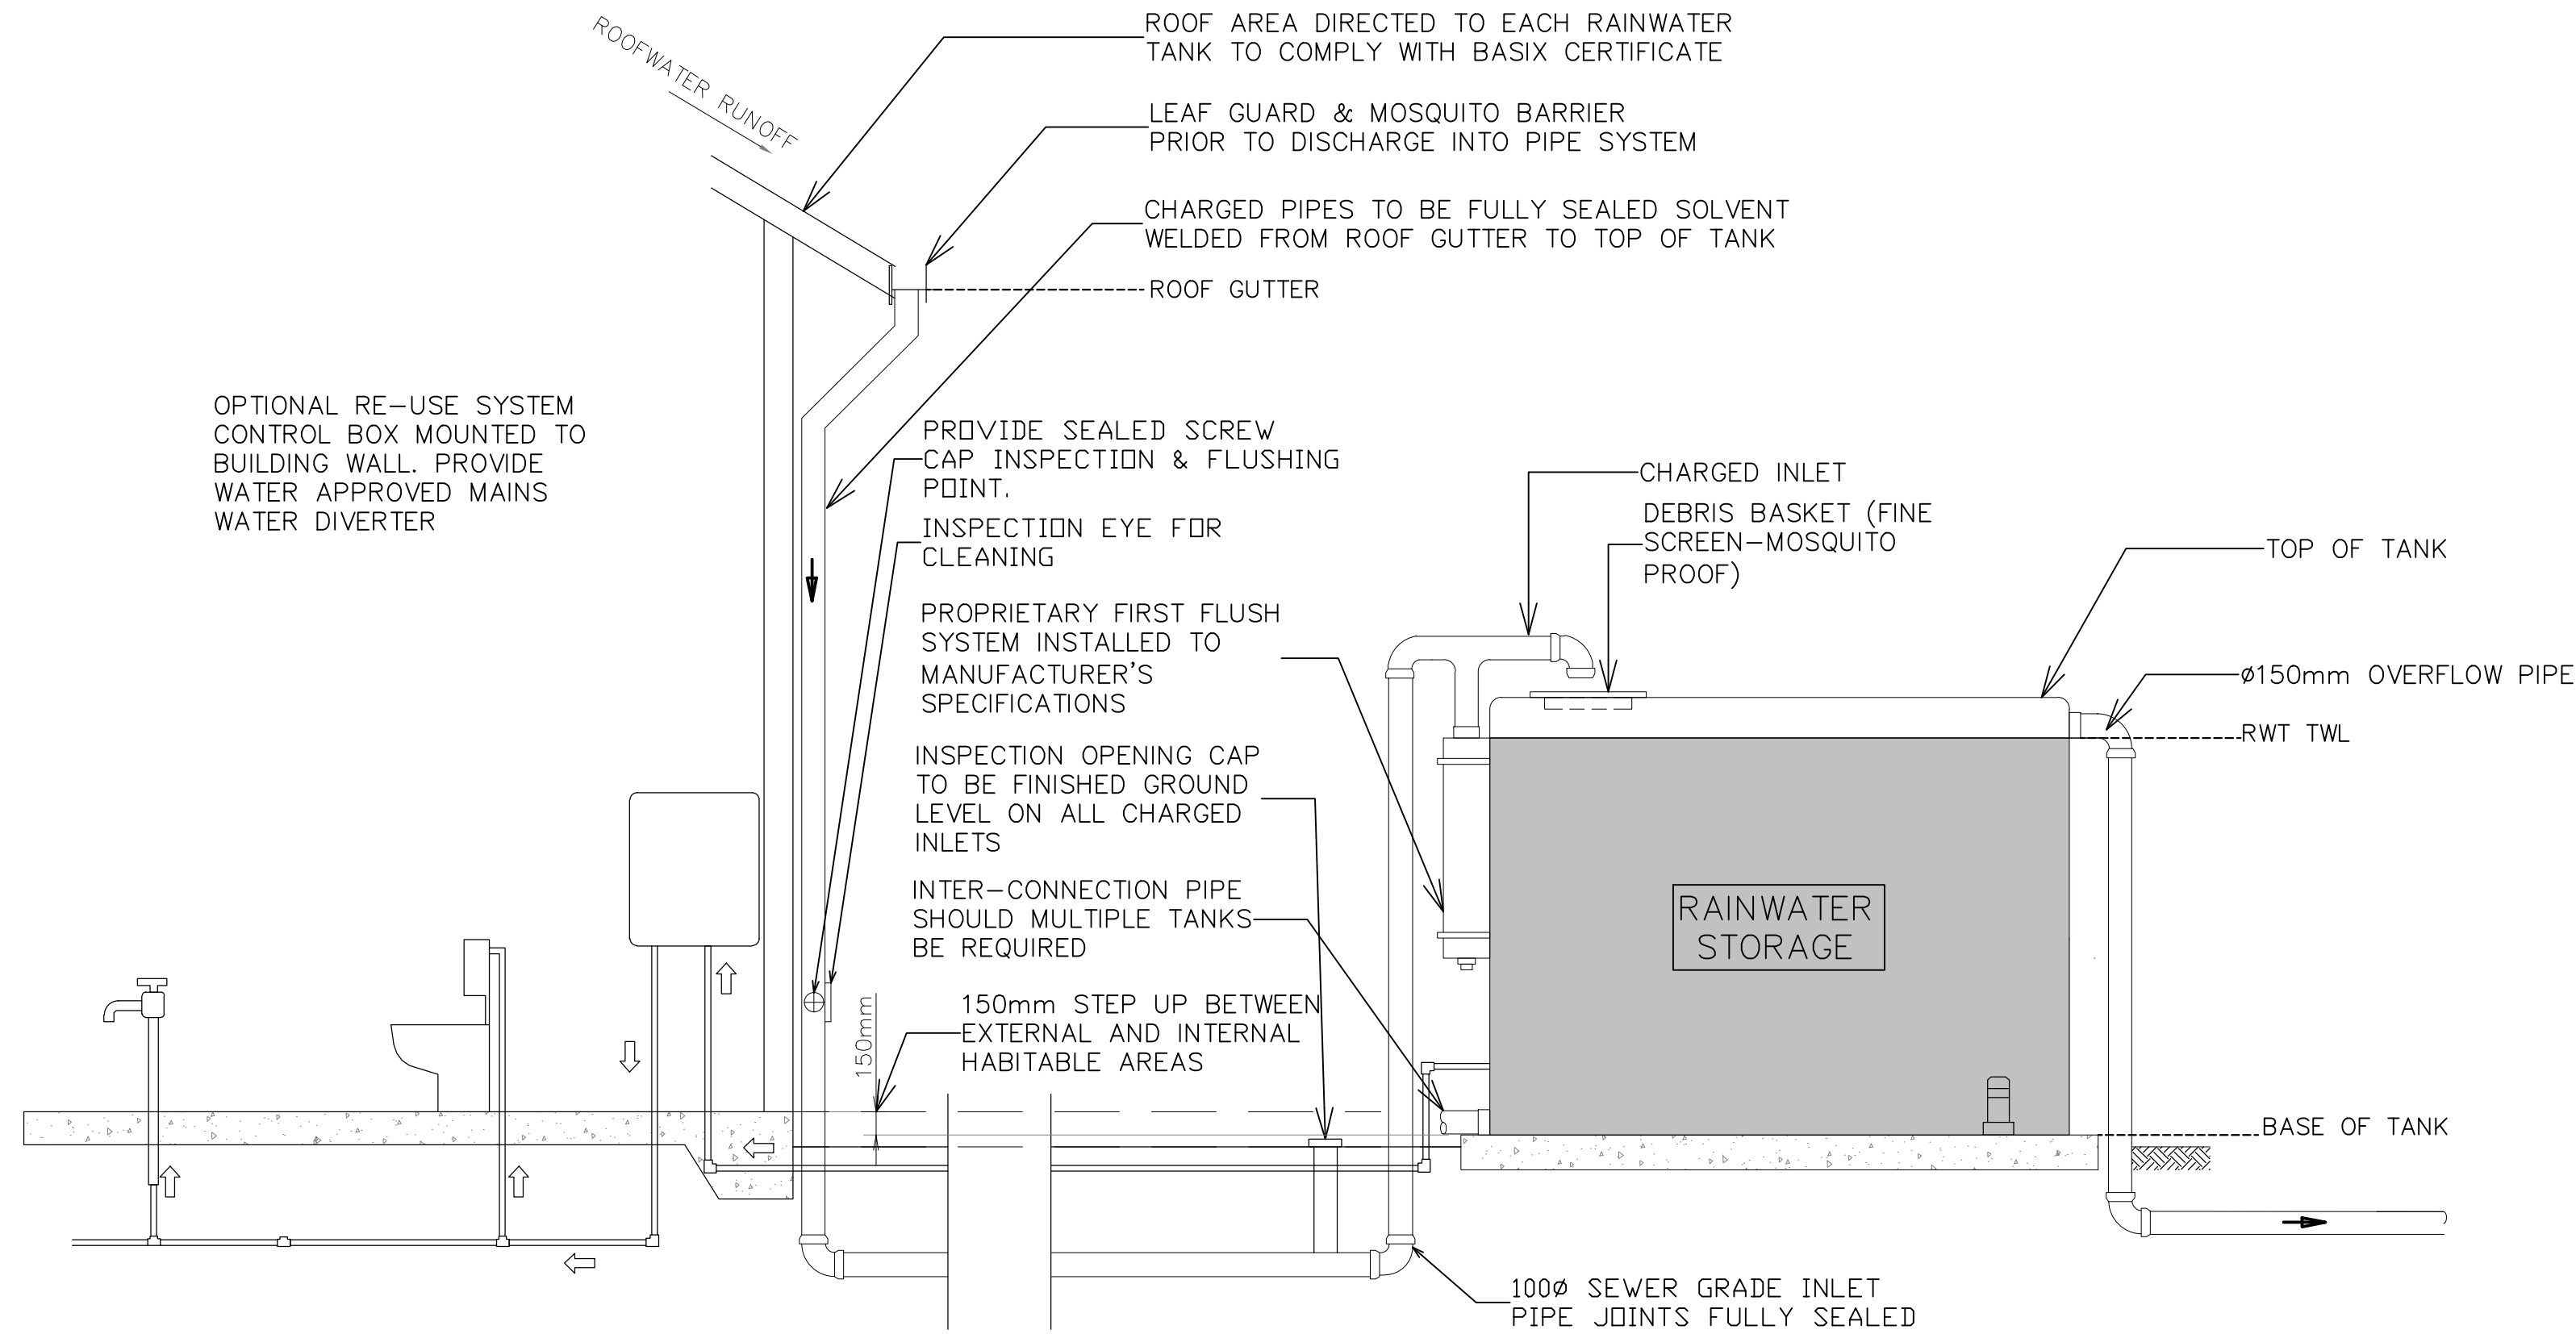 ROOFWATER RUNOFF
ROOF AREA DIRECTED TO EACH RAINWATER
TANK TO COMPLY WITH BASIX CERTIFICATE
LEAF GUARD & MOSQUITO BARRIER
PRIOR TO DISCHARGE INTO PIPE SYSTEM
CHARGED PIPES TO BE FULLY SEALED SOLVENT
WELDED FROM ROOF GUTTER TO TOP OF TANK
ROOF GUTTER
OPTIONAL RE-USE SYSTEM
CONTROL BOX MOUNTED TO
BUILDING WALL. PROVIDE
WATER APPROVED MAINS
WATER DIVERTER
PROVIDE SEALED SCREW
CAP INSPECTION & FLUSHING
POINT.
INSPECTION EYE FOR
CLEANING
PROPRIETARY FIRST FLUSH
SYSTEM INSTALLED TO
MANUFACTURER'S
SPECIFICATIONS
INSPECTION OPENING CAP
TO BE FINISHED GROUND
LEVEL ON ALL CHARGED
INLETS
INTER-CONNECTION PIPE
SHOULD MULTIPLE TANKS
BE REQUIRED
150mm STEP UP BETWEEN
EXTERNAL AND INTERNAL
HABITABLE AREAS
150mm
CHARGED INLET
DEBRIS BASKET (FINE
SCREEN-MOSQUITO
PROOF)
TOP OF TANK
ø150mm OVERFLOW PIPE
RWT TWL
RAINWATER
STORAGE
BASE OF TANK
100ø SEWER GRADE INLET
PIPE JOINTS FULLY SEALED